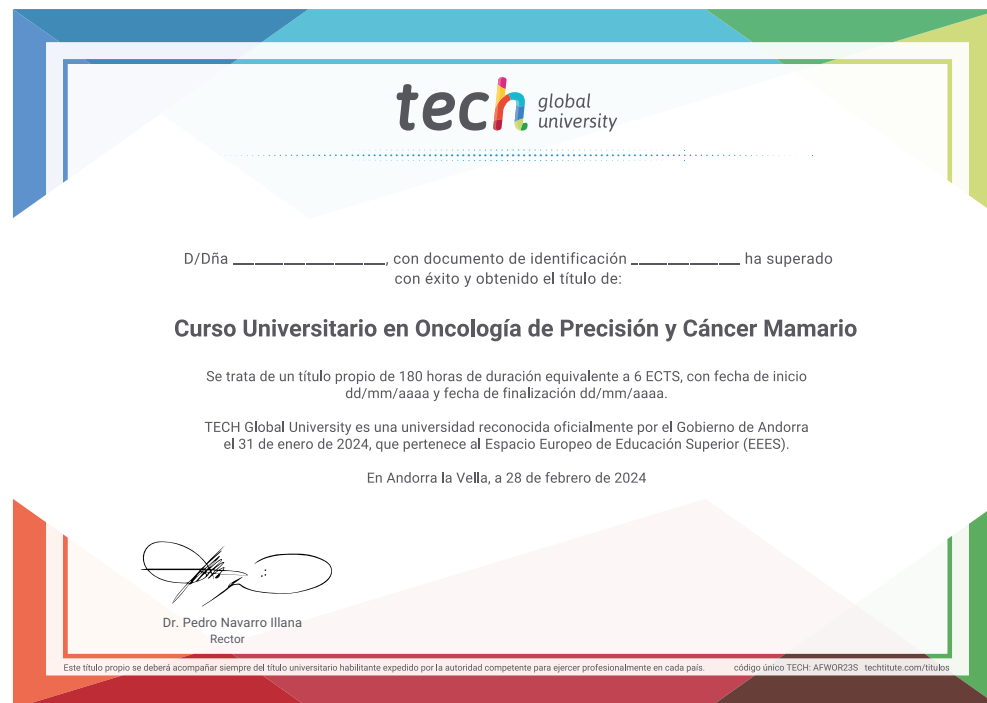 tech global university
D/Dña ____________, con documento de identificación ____________ ha superado
con éxito y obtenido el título de:
Curso Universitario en Oncología de Precisión y Cáncer Mamario
Se trata de un título propio de 180 horas de duración equivalente a 6 ECTS, con fecha de inicio
dd/mm/aaaa y fecha de finalización dd/mm/aaaa.
TECH Global University es una universidad reconocida oficialmente por el Gobierno de Andorra
el 31 de enero de 2024, que pertenece al Espacio Europeo de Educación Superior (EEES).
En Andorra la Vella, a 28 de febrero de 2024
Dr. Pedro Navarro Illana
Rector
Este título propio se deberá acompañar siempre del título universitario habilitante expedido por la autoridad competente para ejercer profesionalmente en cada país. código único TECH: AFWOR23S techtitute.com/titulos